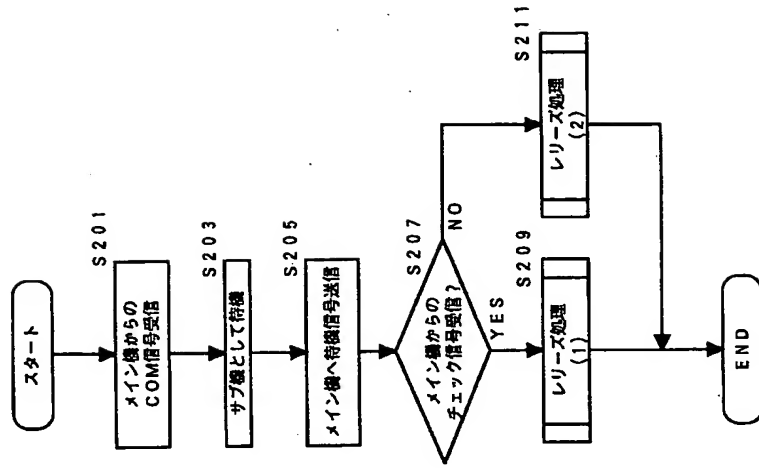 スタート
S201
メイン機からの
COM信号受信
S203
サブ機として待機
S205
メイン機へ待機信号送信
S207
メイン機からの
チェック信号受信?
NO
YES
S209
レリーズ処理
(1)
S211
レリーズ処理
(2)
END